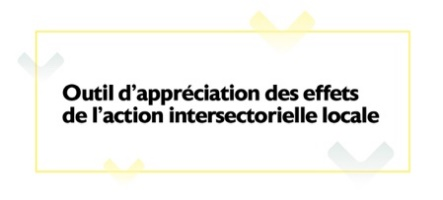 Outil d’appréciation des effets
de l’action intersectorielle locale